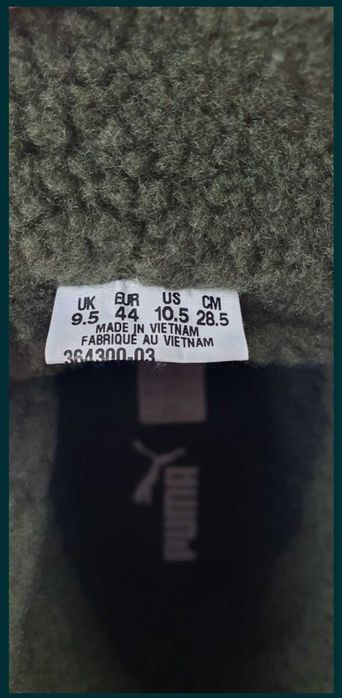 UK EUR US CM
9.5 44 10.5 28.5
MADE IN VIETNAM
FABRIQUÉ AU VIETNAM
364300-03
PUMA